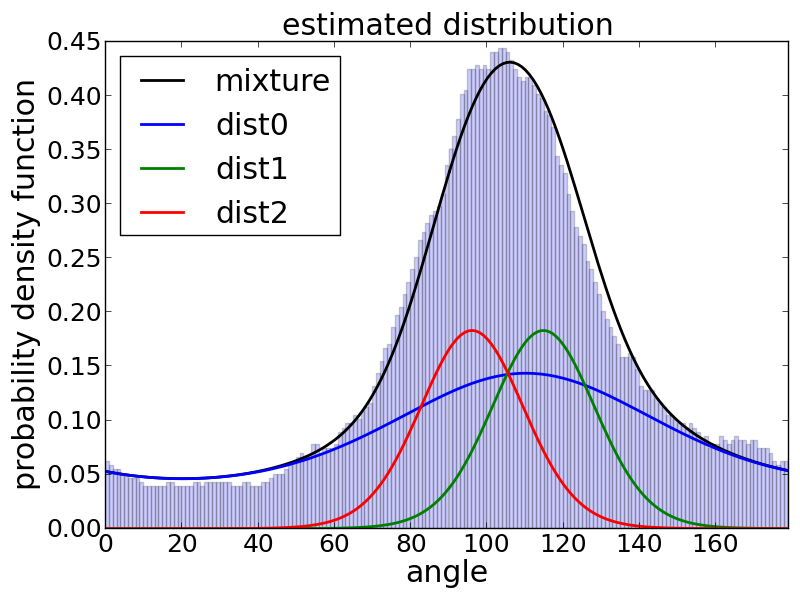 estimated distribution
0.45
0.40
0.35
0.30
0.25
0.20
0.15
0.10
0.05
0.00
probability density function
mixture
dist0
dist1
dist2
0 20 40 60 80 100 120 140 160
angle